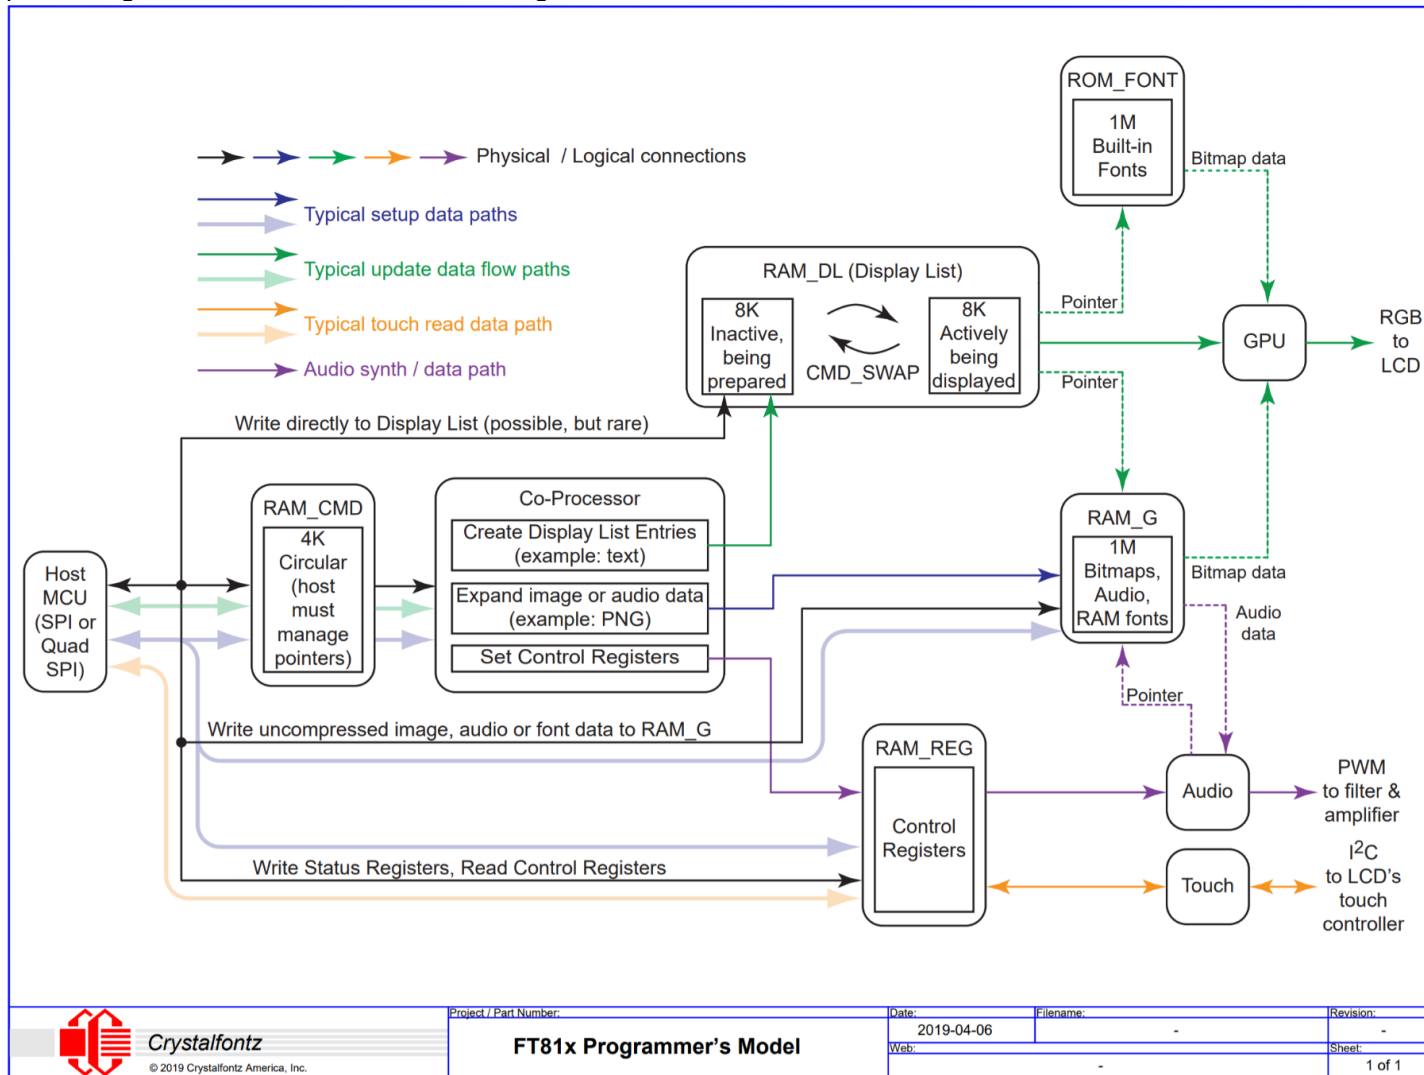 ROM_FONT
1M
Built-in
Fonts
Bitmap data
Physical / Logical connections
Typical setup data paths
Typical update data flow paths
Typical touch read data path
Audio synth / data path
RAM_DL (Display List)
8K
Inactive,
being
prepared
CMD_SWAP
8K
Actively
being
displayed
Pointer
Pointer
GPU
RGB
to
LCD
Write directly to Display List (possible, but rare)
Host
MCU
(SPI or
Quad
SPI)
RAM_CMD
4K
Circular
(host
must
manage
pointers)
Co-Processor
Create Display List Entries
(example: text)
Expand image or audio data
(example: PNG)
Set Control Registers
RAM_G
1M
Bitmaps,
Audio,
RAM fonts
Bitmap data
Audio
data
Pointer
Write uncompressed image, audio or font data to RAM_G
RAM_REG
Control
Registers
Audio
PWM
to filter &
amplifier
Write Status Registers, Read Control Registers
Touch
I2C
to LCD's
touch
controller
Crystalfontz
© 2019 Crystalfontz America, Inc.
Project / Part Number:
FT81x Programmer's Model
Date:
2019-04-06
Filename:
-
Revision:
-
Web:
-
Sheet:
1 of 1